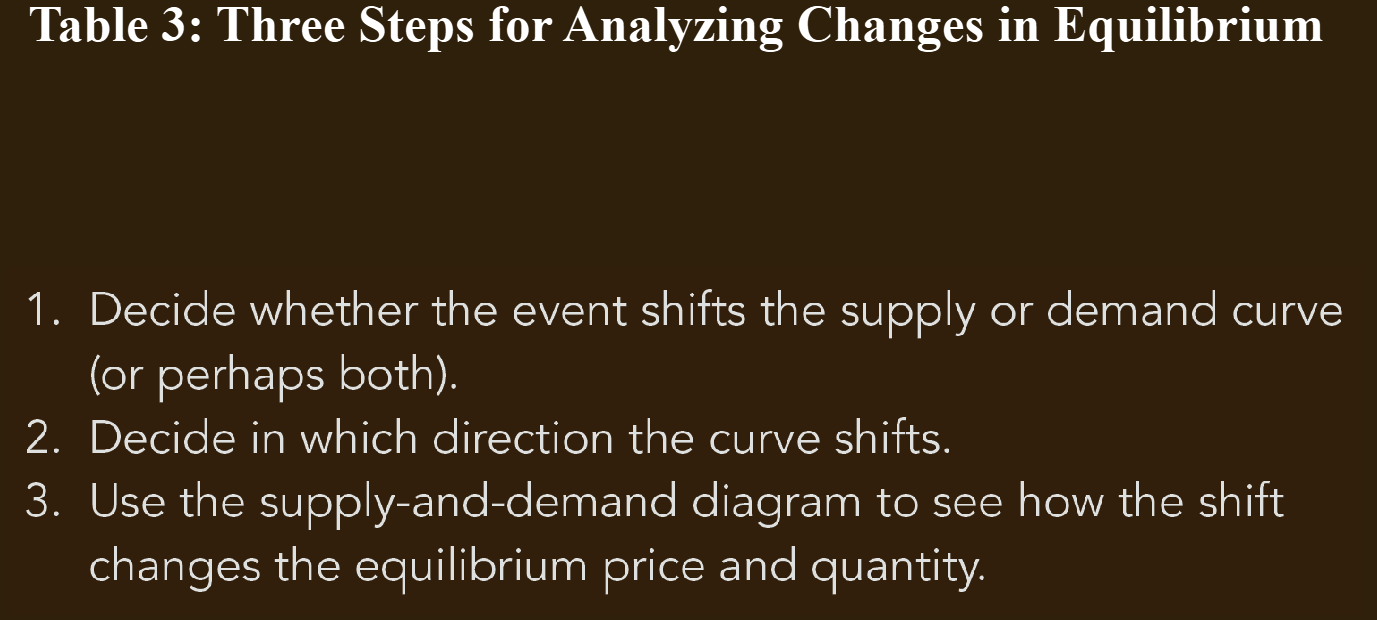 Table 3: Three Steps for Analyzing Changes in Equilibrium
1. Decide whether the event shifts the supply or demand curve
(or perhaps both).
2. Decide in which direction the curve shifts.
3. Use the supply-and-demand diagram to see how the shift
changes the equilibrium price and quantity.